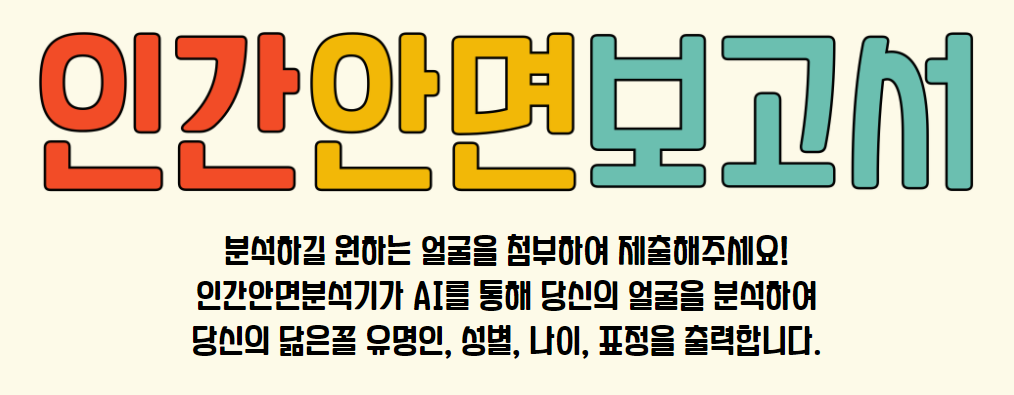 인간안면보고서
분석하길 원하는 얼굴을 첨부하여 제출해주세요!
인간안면분석기가 AI를 통해 당신의 얼굴을 분석하여
당신의 닮은꼴 유명인, 성별, 나이, 표정을 출력합니다.